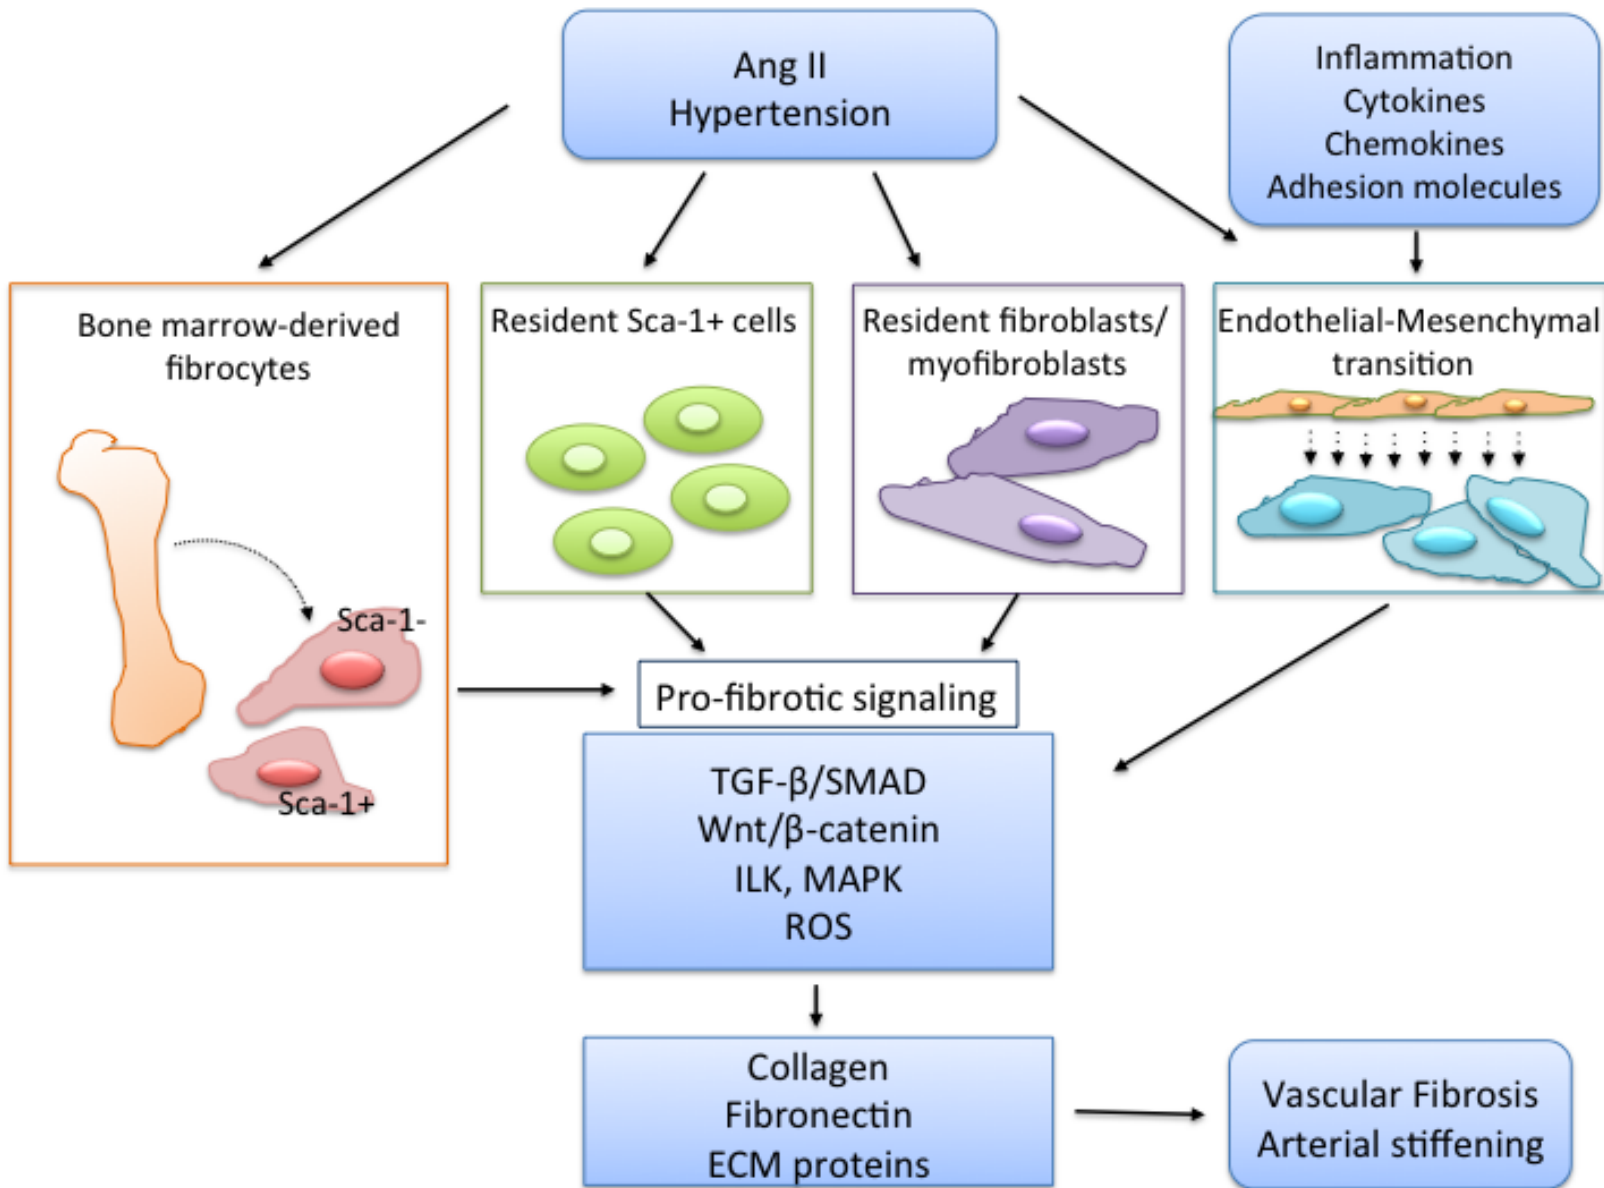 Ang II
Hypertension
Inflammation
Cytokines
Chemokines
Adhesion molecules
Bone marrow-derived
fibrocytes
Sca-1-
Sca-1+
Resident Sca-1+ cells
Resident fibroblasts/
myofibroblasts
Endothelial-Mesenchymal
transition
Pro-fibrotic signaling
TGF-β/SMAD
Wnt/β-catenin
ILK, MAPK
ROS
Collagen
Fibronectin
ECM proteins
Vascular Fibrosis
Arterial stiffening